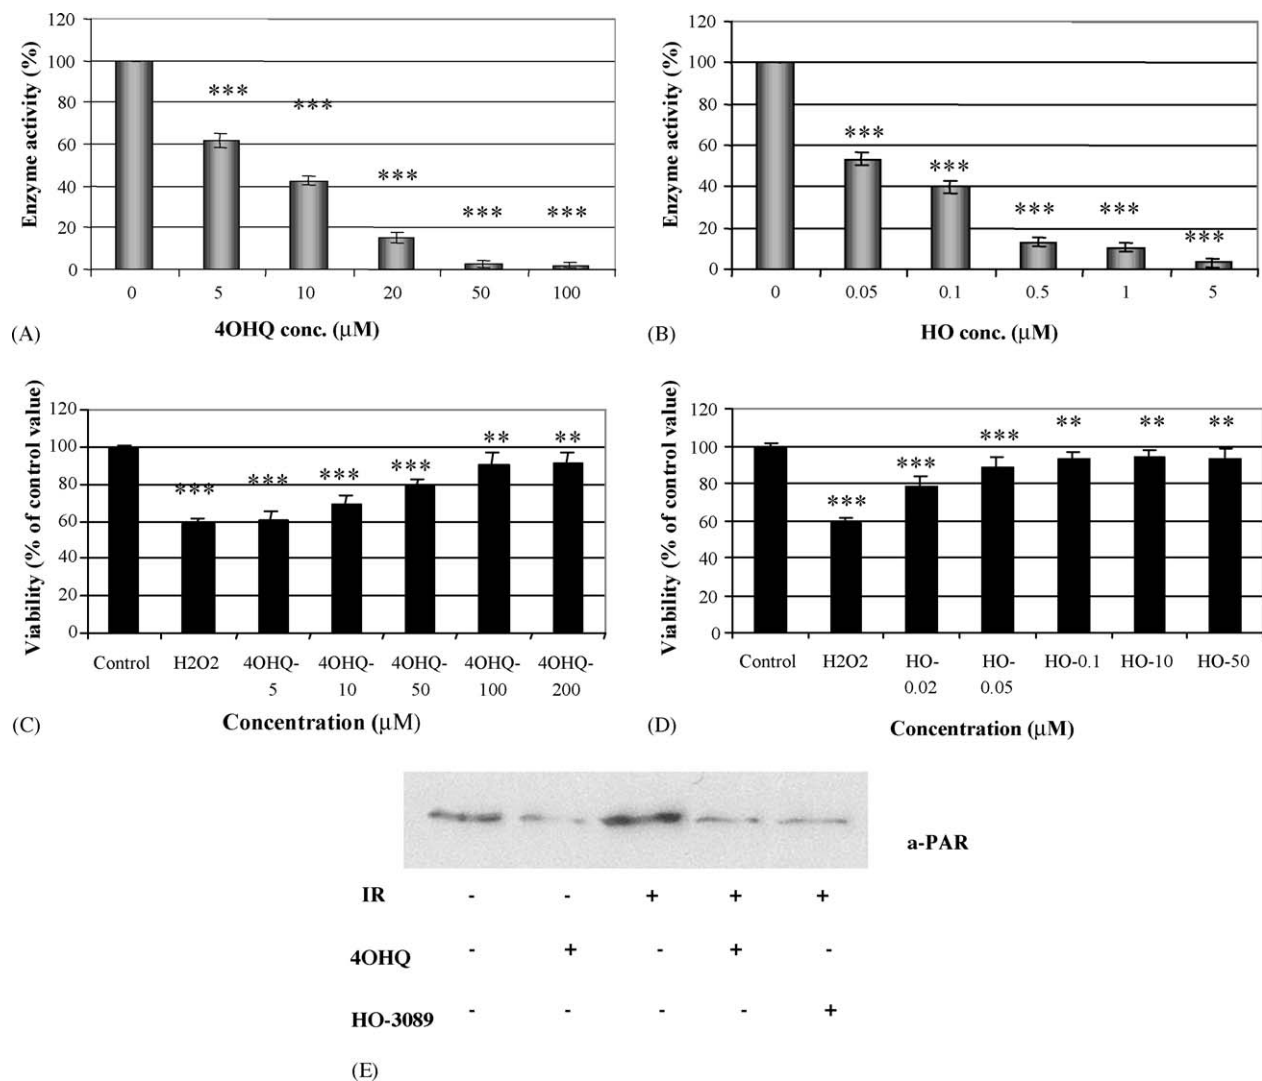 Enzyme activity (%)
120
100
80
60
40
20
0
*** *** *** *** ***
0 5 10 20 50 100
4OHQ conc. (μM)
(A)
Enzyme activity (%)
120
100
80
60
40
20
0
*** *** *** *** ***
0 0.05 0.1 0.5 1 5
HO conc. (μM)
(B)
Viability (% of control value)
120
100
80
60
40
20
0
*** *** *** *** ** **
Control H2O2 4OHQ- 4OHQ- 4OHQ- 4OHQ- 4OHQ-
5 10 50 100 200
Concentration (μM)
(C)
Viability (% of control value)
120
100
80
60
40
20
0
*** *** *** ** ** **
Control H2O2 HO- HO- HO-0.1 HO-10 HO-50
0.02 0.05
Concentration (μM)
(D)
a-PAR
IR - - + + +
4OHQ - + - + -
HO-3089 - - - - +
(E)